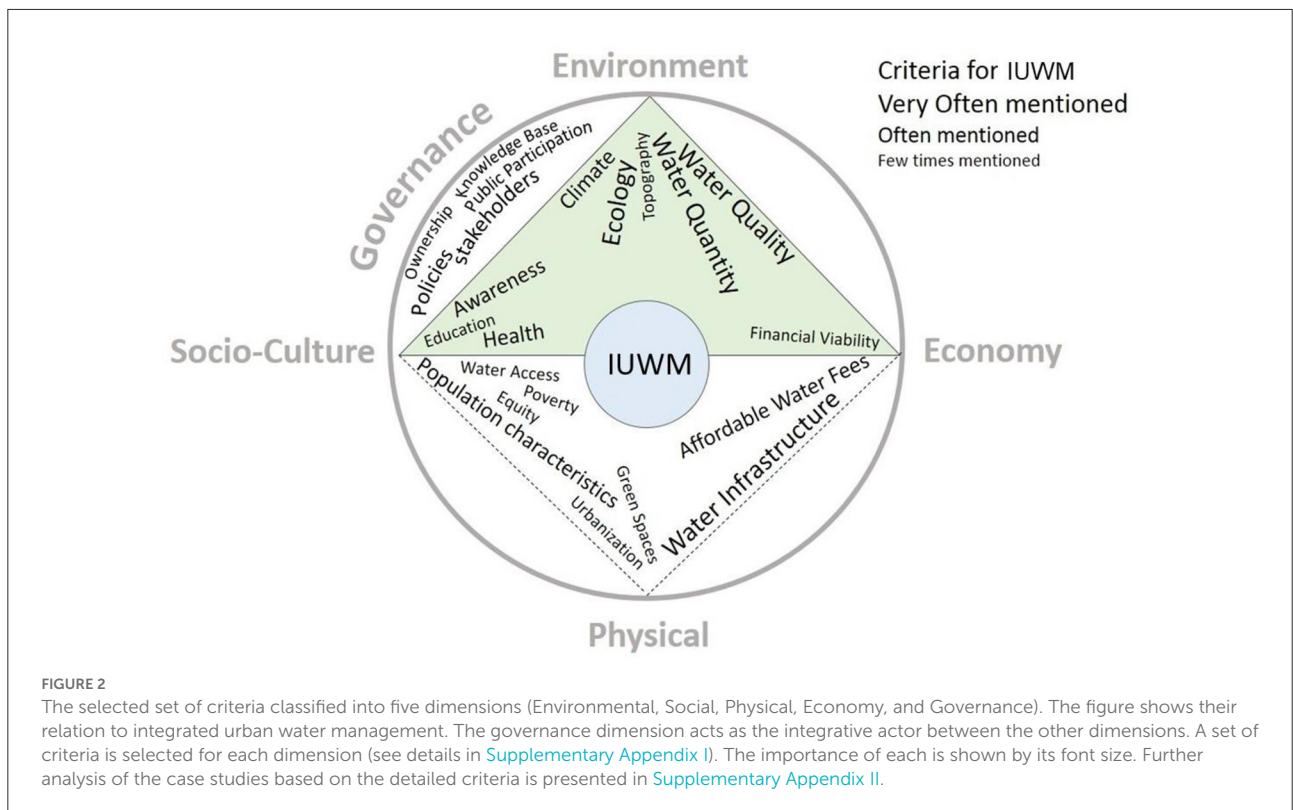 Environment
Criteria for IUWM
Very Often mentioned
Often mentioned
Few times mentioned
Governance
Knowledge Base
Public Participation
stakeholders
Ownership
Policies
Climate
Ecology
Topography
Water Quantity
Water Quality
Awareness
Education
Health
Financial Viability
Socio-Culture
IUWM
Economy
Water Access
Poverty
Equity
Population characteristics
Affordable Water Fees
Water Infrastructure
Green Spaces
Urbanization
Physical
FIGURE 2
The selected set of criteria classified into five dimensions (Environmental, Social, Physical, Economy, and Governance). The figure shows their
relation to integrated urban water management. The governance dimension acts as the integrative actor between the other dimensions. A set of
criteria is selected for each dimension (see details in Supplementary Appendix I). The importance of each is shown by its font size. Further
analysis of the case studies based on the detailed criteria is presented in Supplementary Appendix II.